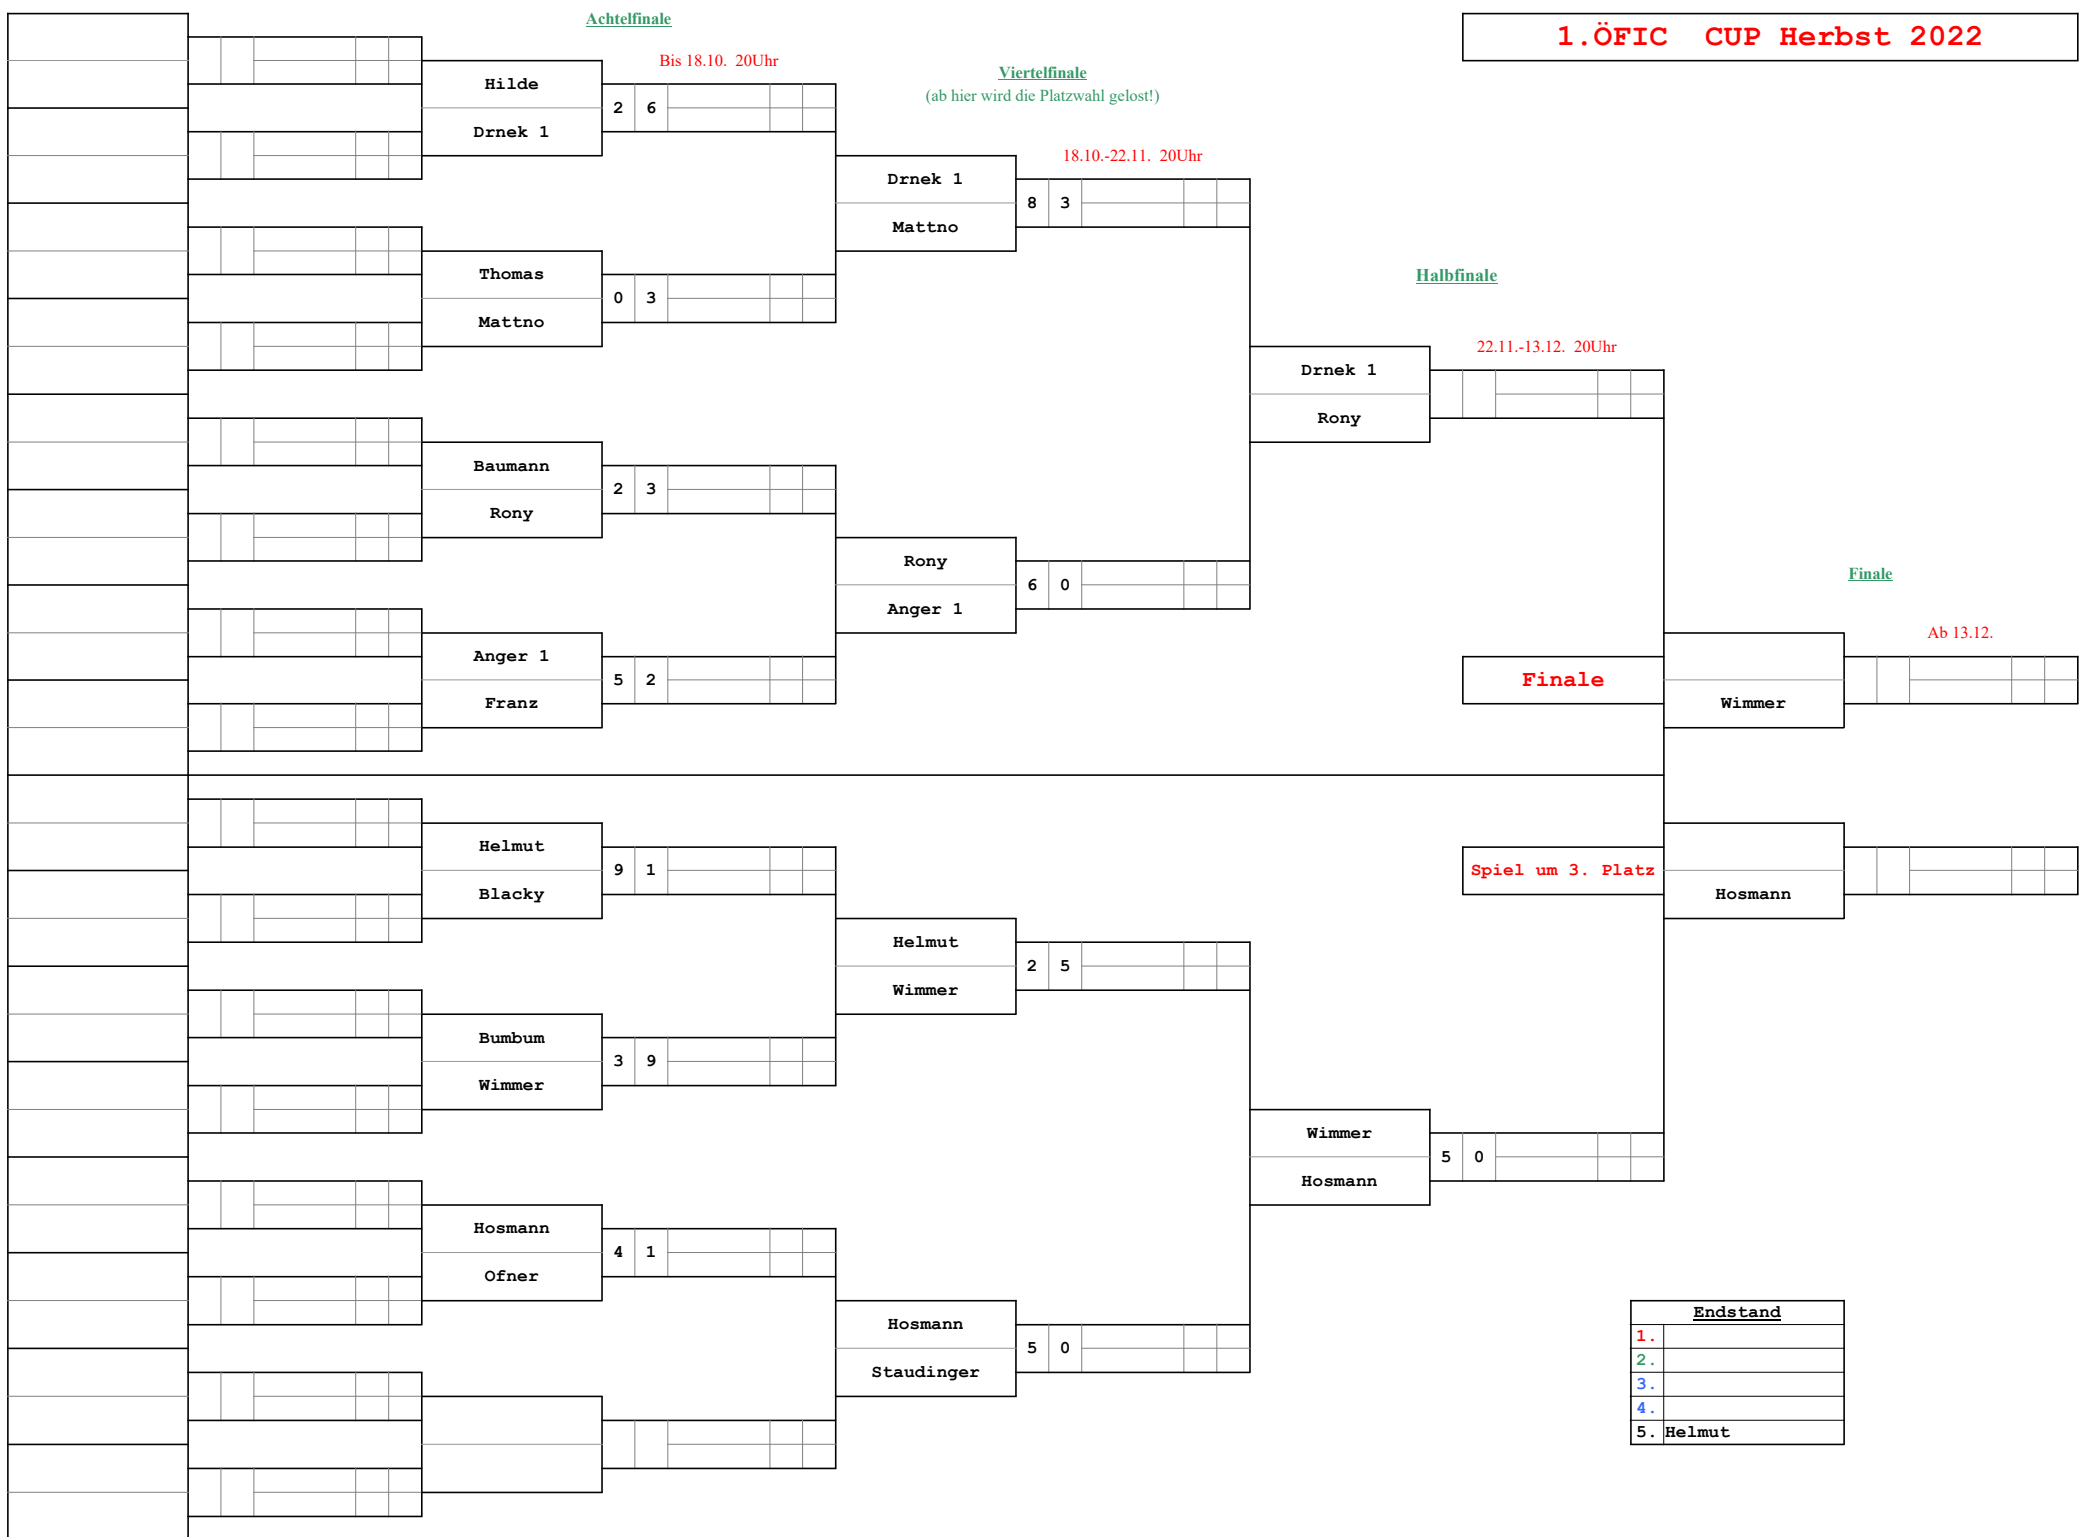 Achtelfinale
1.ÖFIC CUP Herbst 2022
Bis 18.10. 20Uhr
Viertelfinale
(ab hier wird die Platzwahl gelost!)
Hilde
2 6
Drnek 1
18.10.-22.11. 20Uhr
Drnek 1
8 3
Mattno
Thomas
0 3
Mattno
Halbfinale
22.11.-13.12. 20Uhr
Drnek 1
Rony
Baumann
2 3
Rony
Rony
6 0
Anger 1
Finale
Ab 13.12.
Anger 1
5 2
Franz
Finale
Wimmer
Helmut
9 1
Blacky
Spiel um 3. Platz
Hosmann
Helmut
2 5
Wimmer
Bumbum
3 9
Wimmer
Wimmer
5 0
Hosmann
Hosmann
4 1
Ofner
Hosmann
5 0
Staudinger
Endstand
1.
2.
3.
4.
5. Helmut